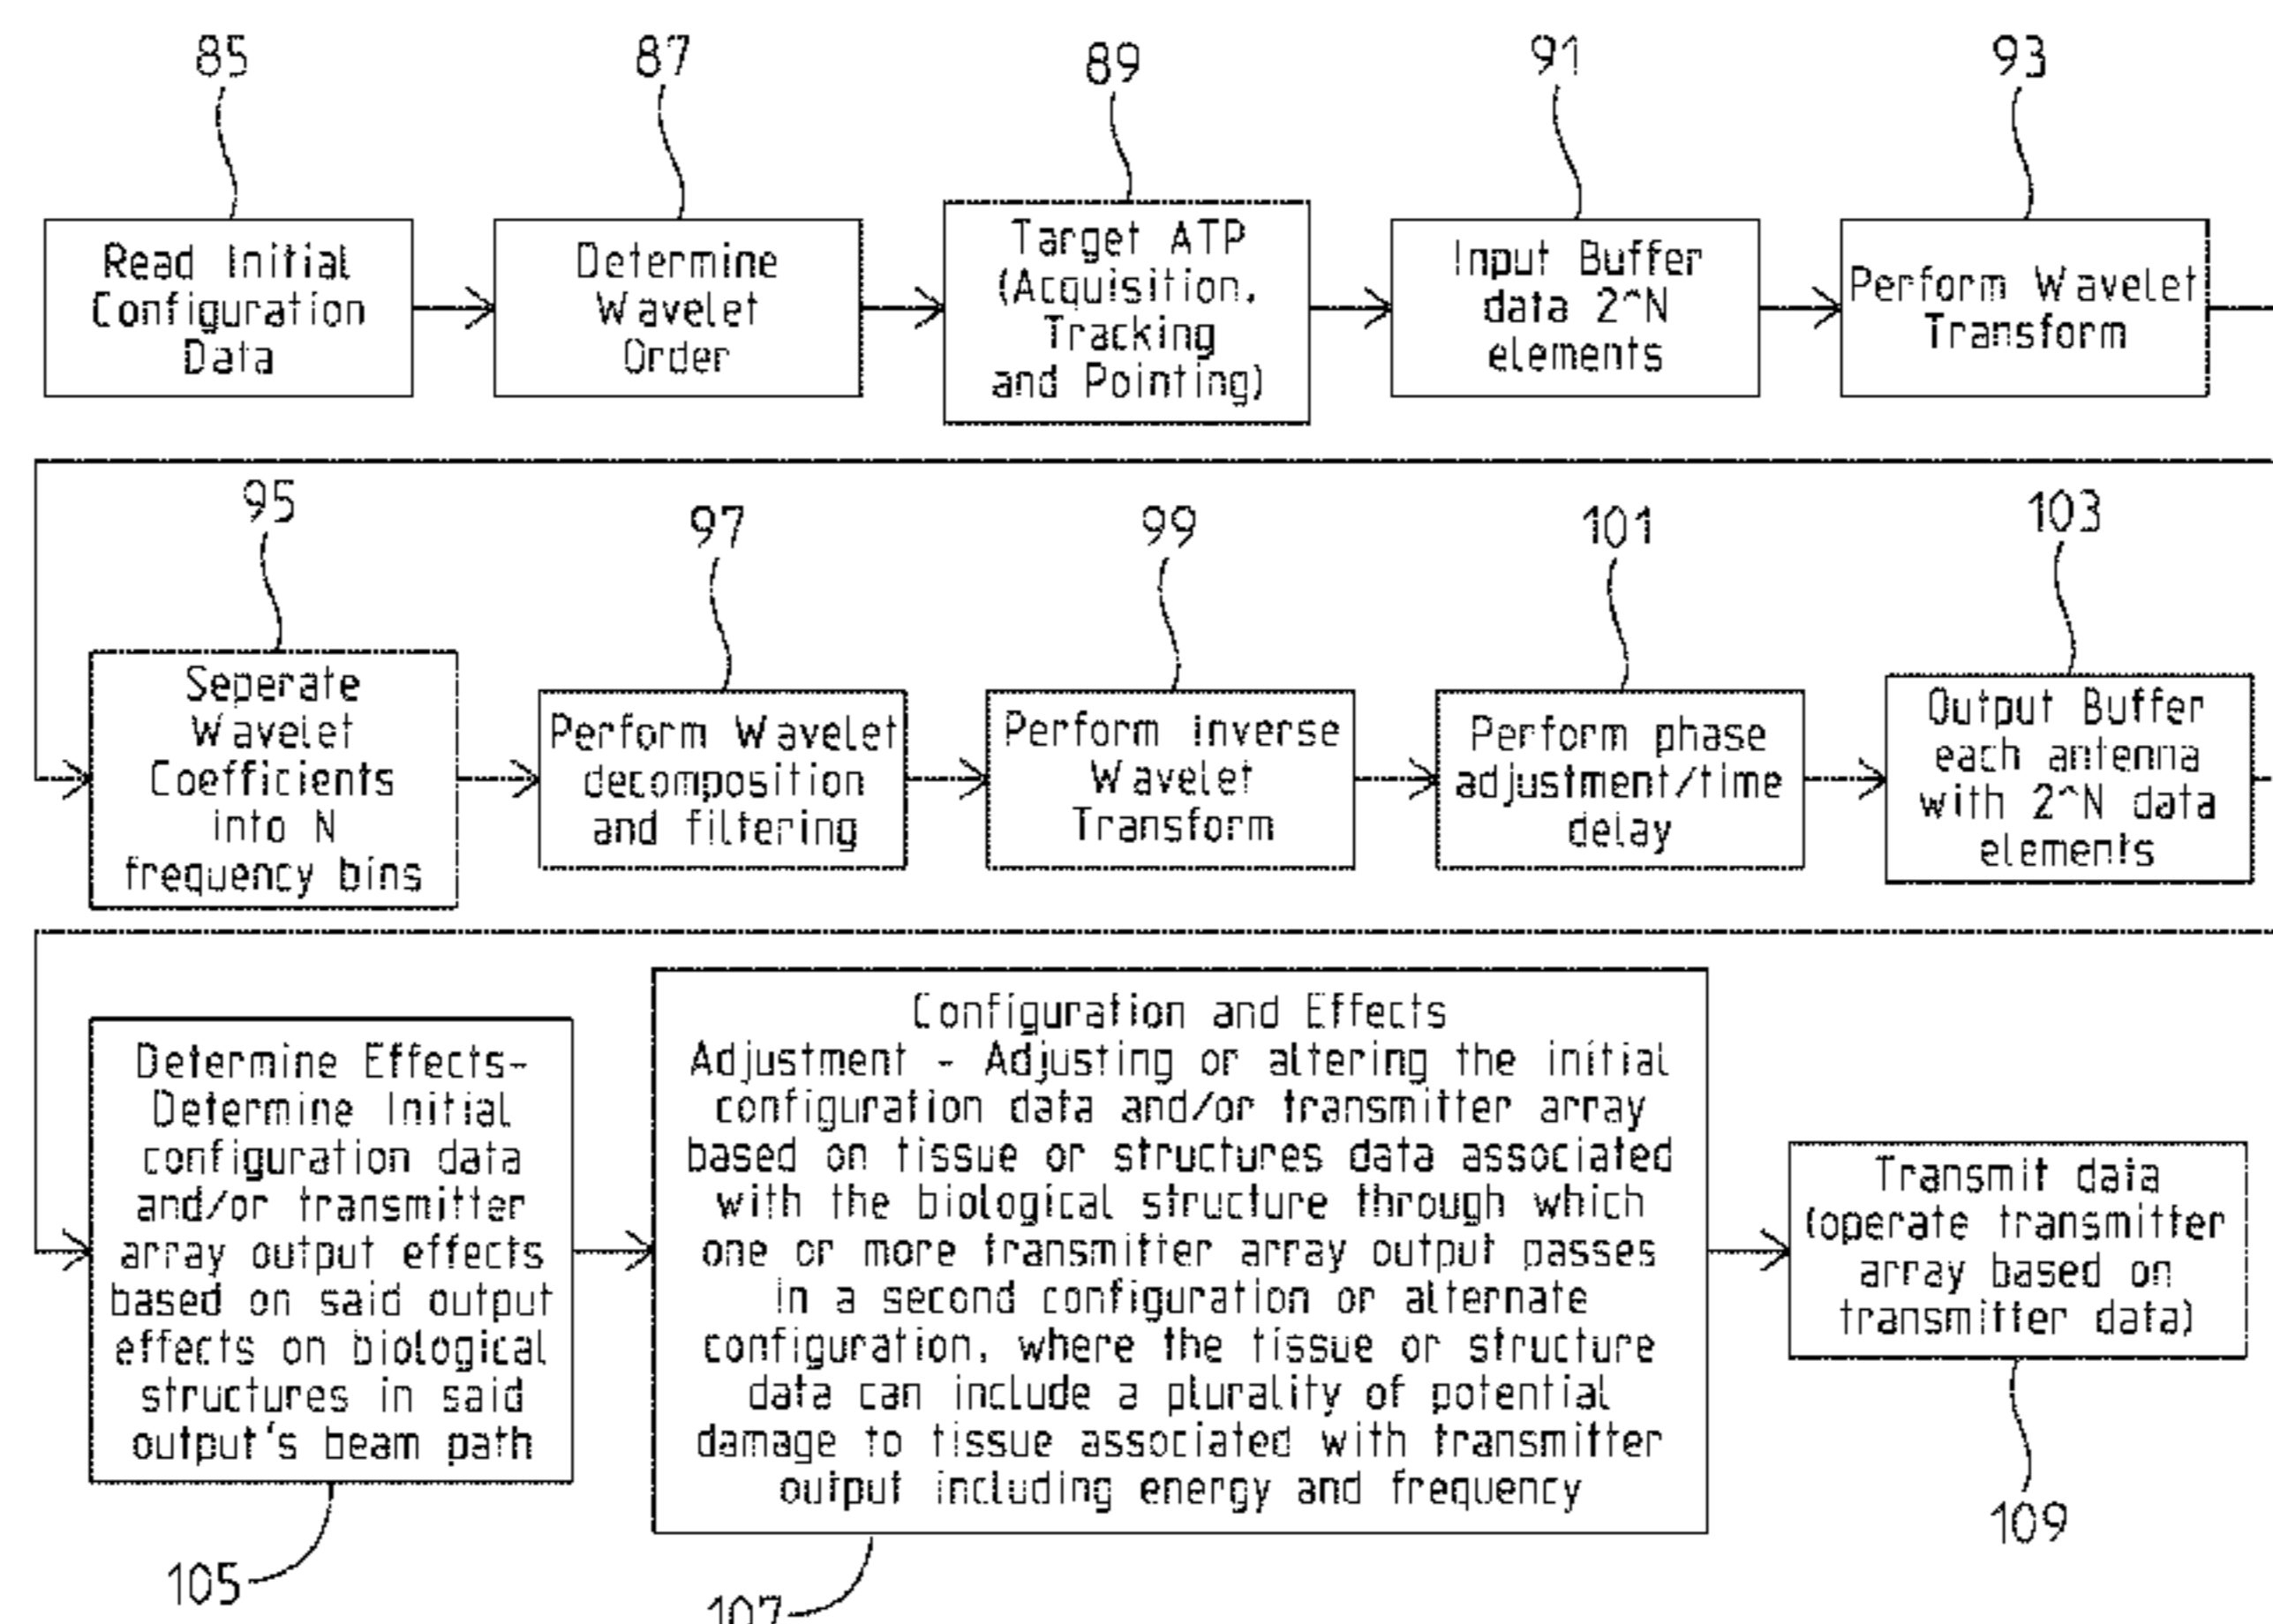 85
87
89
91
93
Read Initial
Configuration
Data
Determine
Wavelet
Order
Target ATP
(Acquisition,
Tracking
and Pointing)
Input Buffer
data 2^N
elements
Perform Wavelet
Transform
95
97
99
101
103
Seperate
Wavelet
Coefficients
into N
frequency bins
Perform Wavelet
decomposition
and filtering
Perform inverse
Wavelet
Transform
Perform phase
adjustment/time
delay
Output Buffer
each antenna
with 2^N data
elements
Determine Effects-
Determine Initial
configuration data
and/or transmitter
array output effects
based on said output
effects on biological
structures in said
output's beam path
Configuration and Effects
Adjustment - Adjusting or altering the initial
configuration data and/or transmitter array
based on tissue or structures data associated
with the biological structure through which
one or more transmitter array output passes
in a second configuration or alternate
configuration, where the tissue or structure
data can include a plurality of potential
damage to tissue associated with transmitter
output including energy and frequency
Transmit data
(operate transmitter
array based on
transmitter data)
105
107
109